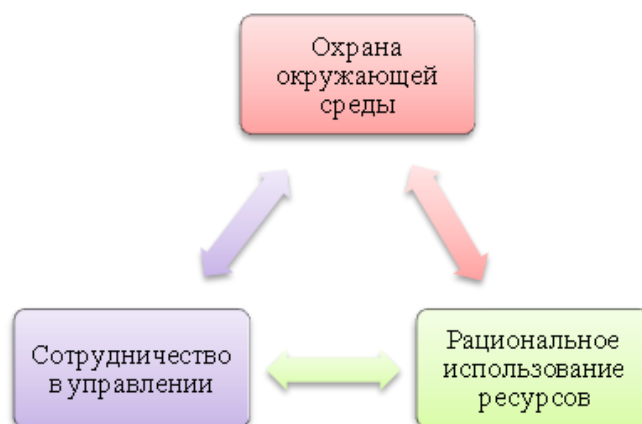 Охрана
окружающей
среды
Сотрудничество
в управлении
Рациональное
использование
ресурсов